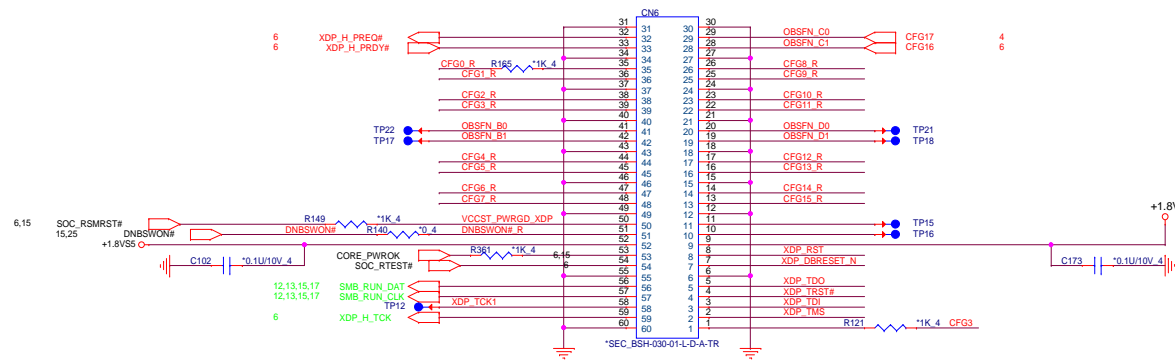 CN6
31 31 30 30
6 XDP_H_PREQ# 32 32 29 29 OBSFN_C0 CFG17 4
6 XDP_H_PRDY# 33 33 28 28 OBSFN_C1 CFG16 6
34 34 27 27
CFG0_R R165 *1K_4 35 35 26 26 CFG8_R
CFG1_R 36 36 25 25 CFG9_R
37 37 24 24
CFG2_R 38 38 23 23 CFG10_R
CFG3_R 39 39 22 22 CFG11_R
40 40 21 21
TP22 OBSFN_B0 41 41 20 20 OBSFN_D0 TP21
TP17 OBSFN_B1 42 42 19 19 OBSFN_D1 TP18
43 43 18 18
CFG4_R 44 44 17 17 CFG12_R
CFG5_R 45 45 16 16 CFG13_R
46 46 15 15
CFG6_R 47 47 14 14 CFG14_R
CFG7_R 48 48 13 13 CFG15_R
49 49 12 12
6,15 SOC_RSMRST# R149 *1K_4 VCCST_PWRGD_XDP 50 50 11 11 TP15
15,25 DNBSWON# DNBSWON# R140 *0_4 DNBSWON#_R 51 51 10 10 TP16
+1.8VS5 52 52 9 9 +1.8V
CORE_PWROK R361 *1K_4 6,15 53 53 8 8 XDP_RST
C102 *0.1U/10V_4 SOC_RTEST# 6 54 54 7 7 XDP_DBRESET_N C173 *0.1U/10V_4
55 55 6 6
12,13,15,17 SMB_RUN_DAT 56 56 5 5 XDP_TDO
12,13,15,17 SMB_RUN_CLK 57 57 4 4 XDP_TRST#
TP12 XDP_TCK1 58 58 3 3 XDP_TDI
6 XDP_H_TCK 59 59 2 2 XDP_TMS
60 60 1 1 R121 *1K_4 CFG3
*SEC_BSH-030-01-L-D-A-TR